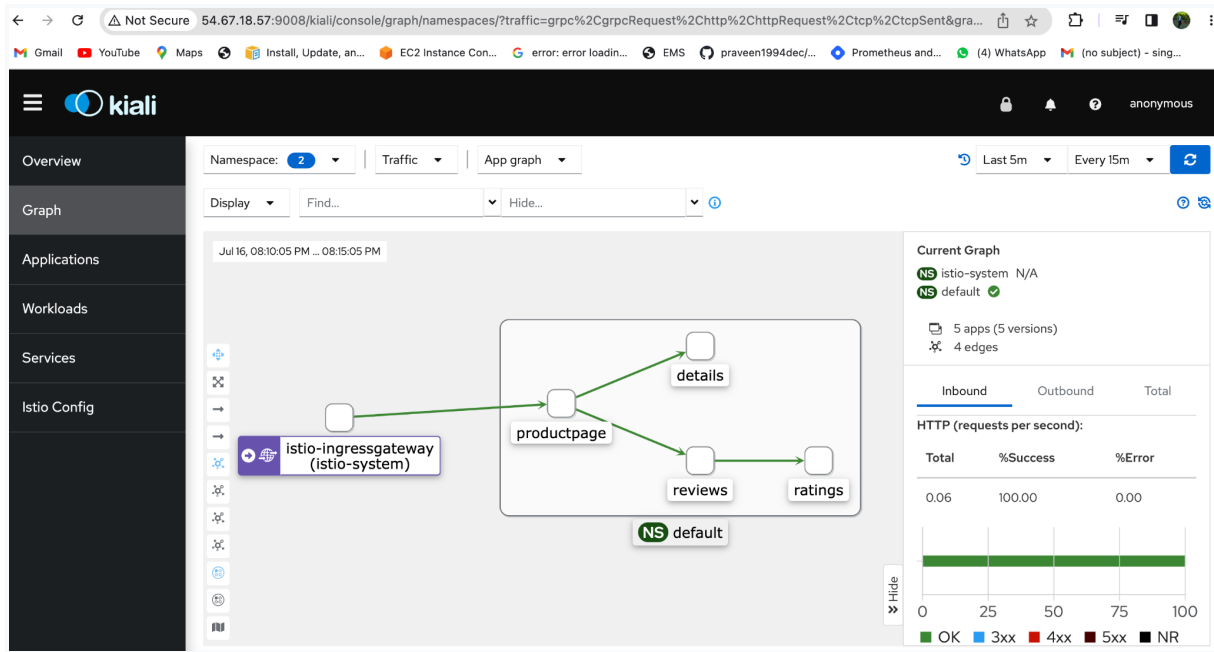 Not Secure 54.67.18.57:9008/kiali/console/graph/namespaces/?traffic=grpc%2CgrpcRequest%2Chttp%2ChttpRequest%2Ctcp%2CtcpSent&gra...
Gmail YouTube Maps Install, Update, an... EC2 Instance Con... error: error loadin... EMS praveen1994dec/... Prometheus and... (4) WhatsApp (no subject) - sing...
kiali
anonymous
Overview
Graph
Applications
Workloads
Services
Istio Config
Namespace: 2 Traffic App graph Last 5m Every 15m
Display Find... Hide...
Jul 16, 08:10:05 PM ... 08:15:05 PM
details
productpage
istio-ingressgateway
(istio-system)
reviews ratings
NS default
Hide
Current Graph
NS istio-system N/A
NS default
5 apps (5 versions)
4 edges
Inbound Outbound Total
HTTP (requests per second):
Total %Success %Error
0.06 100.00 0.00
0 25 50 75 100
OK 3xx 4xx 5xx NR